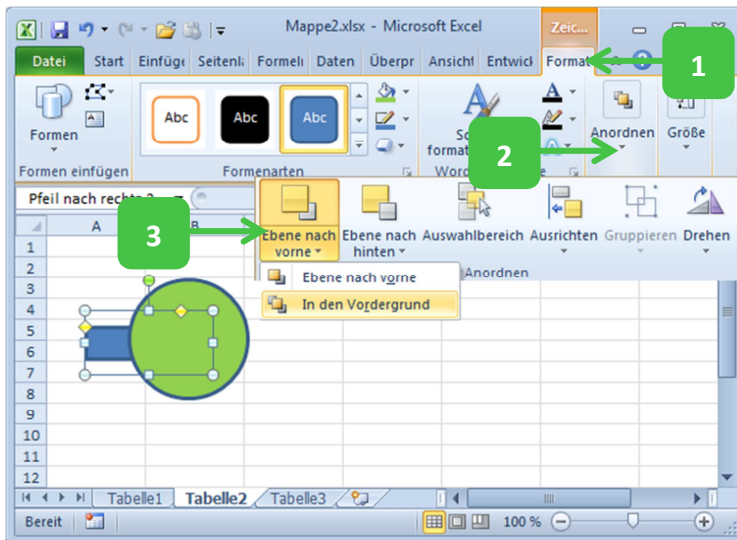 Mappe2.xlsx - Microsoft Excel
Zeic...
Datei Start Einfüge Seitenl Formeln Daten Überpr Ansicht Entwick Format
1
Abc Abc Abc
Formen
Anordnen Größe
2
Formen einfügen Formenarten
Pfeil nach rechts 2
3
Ebene nach vorne
Ebene nach hinten
Auswahlbereich Ausrichten Gruppieren Drehen
Anordnen
Ebene nach vorne
In den Vordergrund
A B
1
2
3
4
5
6
7
8
9
10
11
12
Tabelle1 Tabelle2 Tabelle3
Bereit 100 %